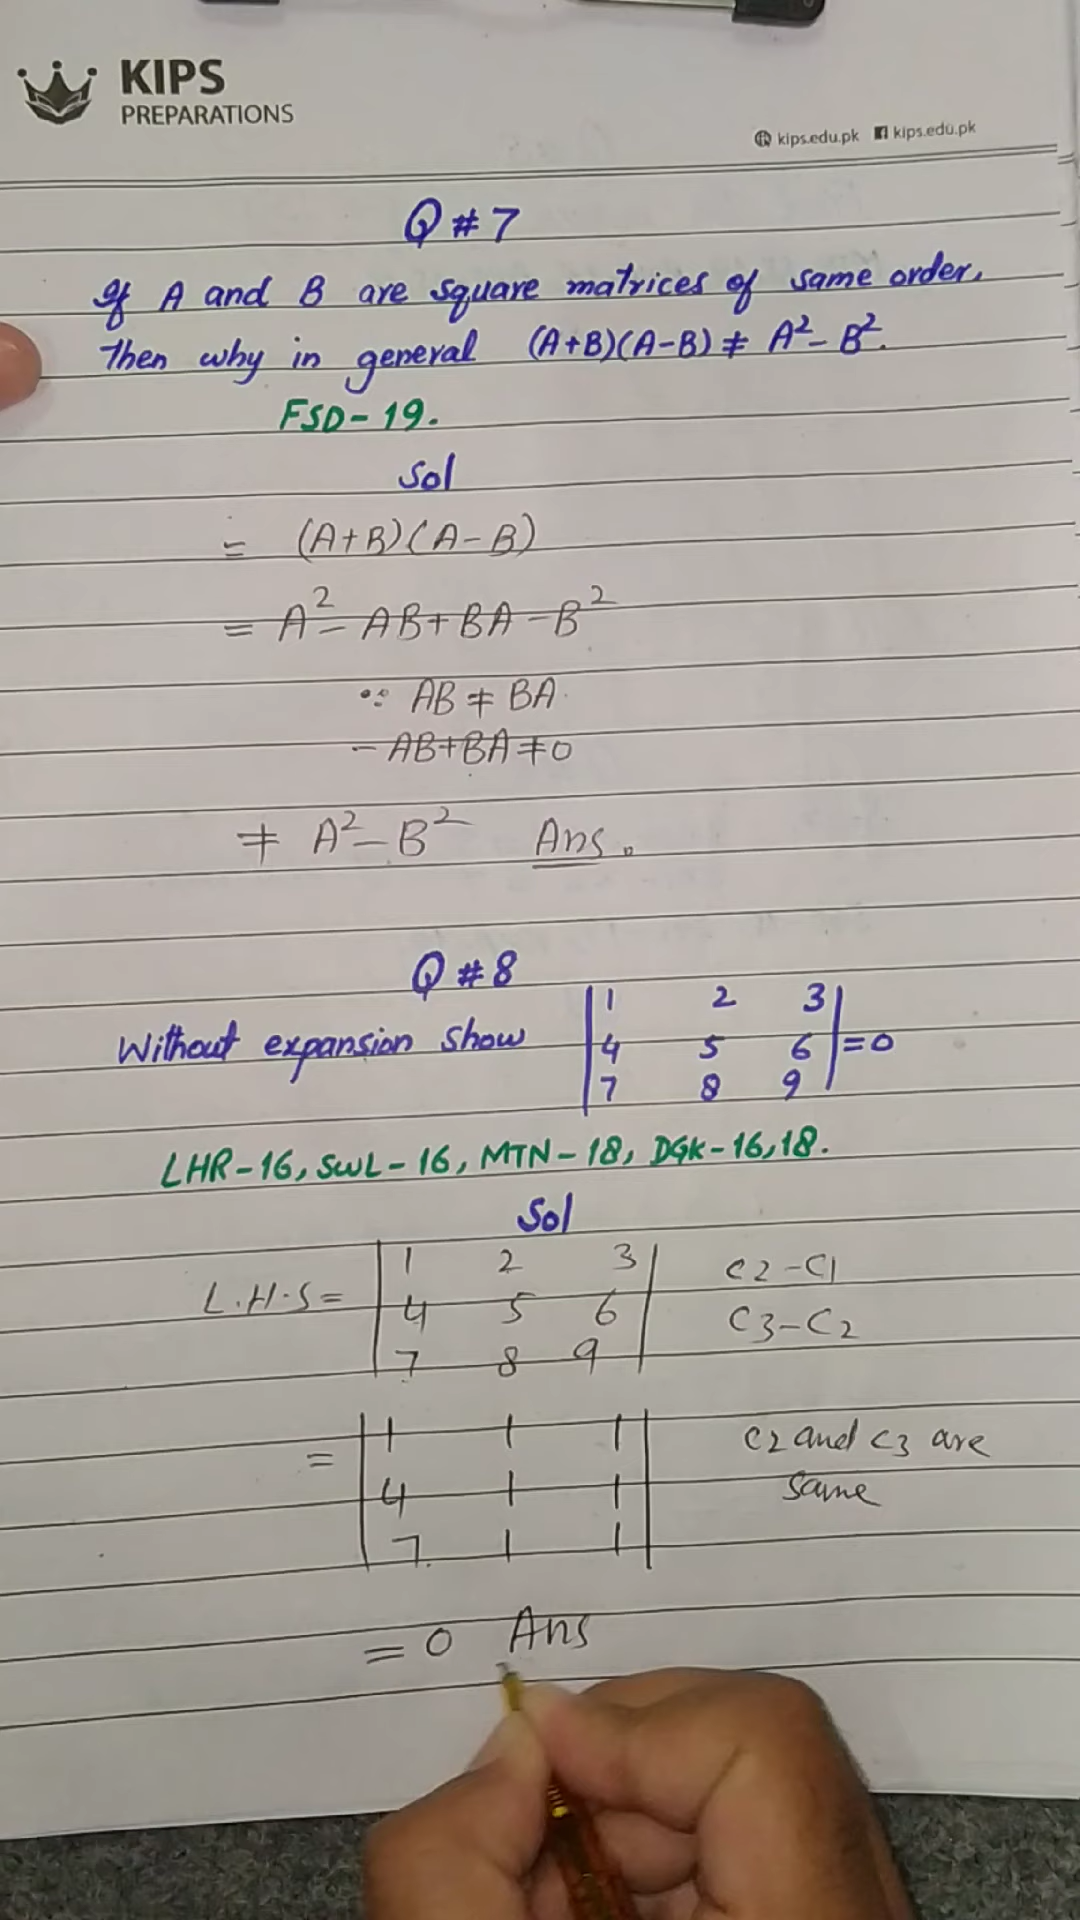 KIPS
PREPARATIONS
kips.edu.pk kips.edu.pk
Q # 7
If A and B are square matrices of same order.
Then why in general (A+B)(A-B) ≠ A² - B².
FSD - 19.
Sol
= (A+B)(A-B)
= A² - AB + BA - B²
∵ AB ≠ BA
- AB + BA ≠ 0
≠ A² - B² Ans.
Q # 8
Without expansion show | 1 2 3 |
| 4 5 6 | = 0
| 7 8 9 |
LHR-16, SWL-16, MTN-18, DGK-16,18.
Sol
| 1 2 3 | C2 - C1
L.H.S = | 4 5 6 | C3 - C2
| 7 8 9 |
= | 1 1 1 | C2 and C3 are
| 4 1 1 | same
| 7 1 1 |
= 0 Ans